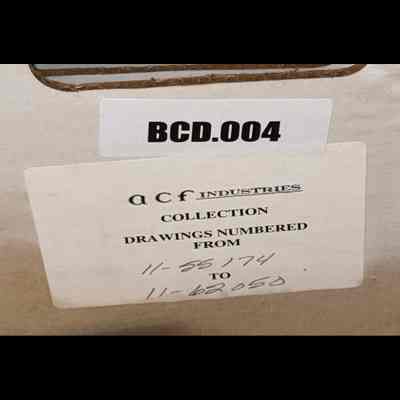 BCD.004
acf INDUSTRIES
COLLECTION
DRAWINGS NUMBERED
FROM
11-55174
TO
11-62050